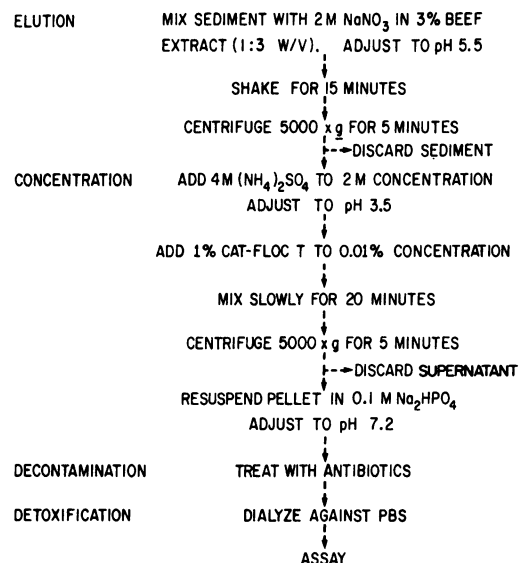 ELUTION MIX SEDIMENT WITH 2M NaNO₃ IN 3% BEEF
EXTRACT (1:3 W/V). ADJUST TO pH 5.5
SHAKE FOR 15 MINUTES
CENTRIFUGE 5000 x g FOR 5 MINUTES
DISCARD SEDIMENT
CONCENTRATION ADD 4M (NH₄)₂SO₄ TO 2M CONCENTRATION
ADJUST TO pH 3.5
ADD 1% CAT-FLOC T TO 0.01% CONCENTRATION
MIX SLOWLY FOR 20 MINUTES
CENTRIFUGE 5000 x g FOR 5 MINUTES
DISCARD SUPERNATANT
RESUSPEND PELLET IN 0.1 M Na₂HPO₄
ADJUST TO pH 7.2
DECONTAMINATION TREAT WITH ANTIBIOTICS
DETOXIFICATION DIALYZE AGAINST PBS
ASSAY